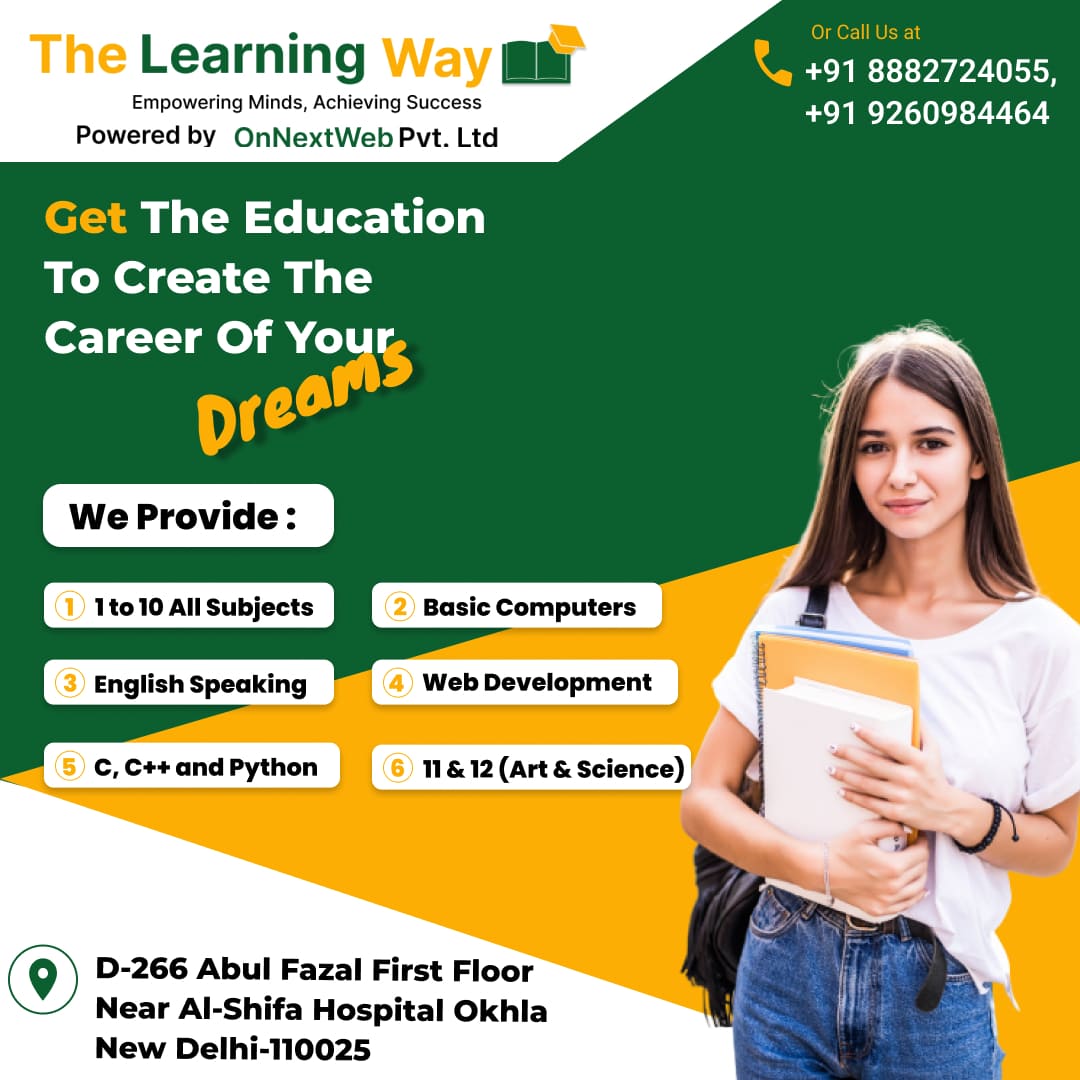 The Learning Way
Empowering Minds, Achieving Success
Powered by OnNextWeb Pvt. Ltd
Or Call Us at
+91 8882724055,
+91 9260984464
Get The Education
To Create The
Career Of Your
Dreams
We Provide :
1 1 to 10 All Subjects
2 Basic Computers
3 English Speaking
4 Web Development
5 C, C++ and Python
6 11 & 12 (Art & Science)
D-266 Abul Fazal First Floor
Near Al-Shifa Hospital Okhla
New Delhi-110025